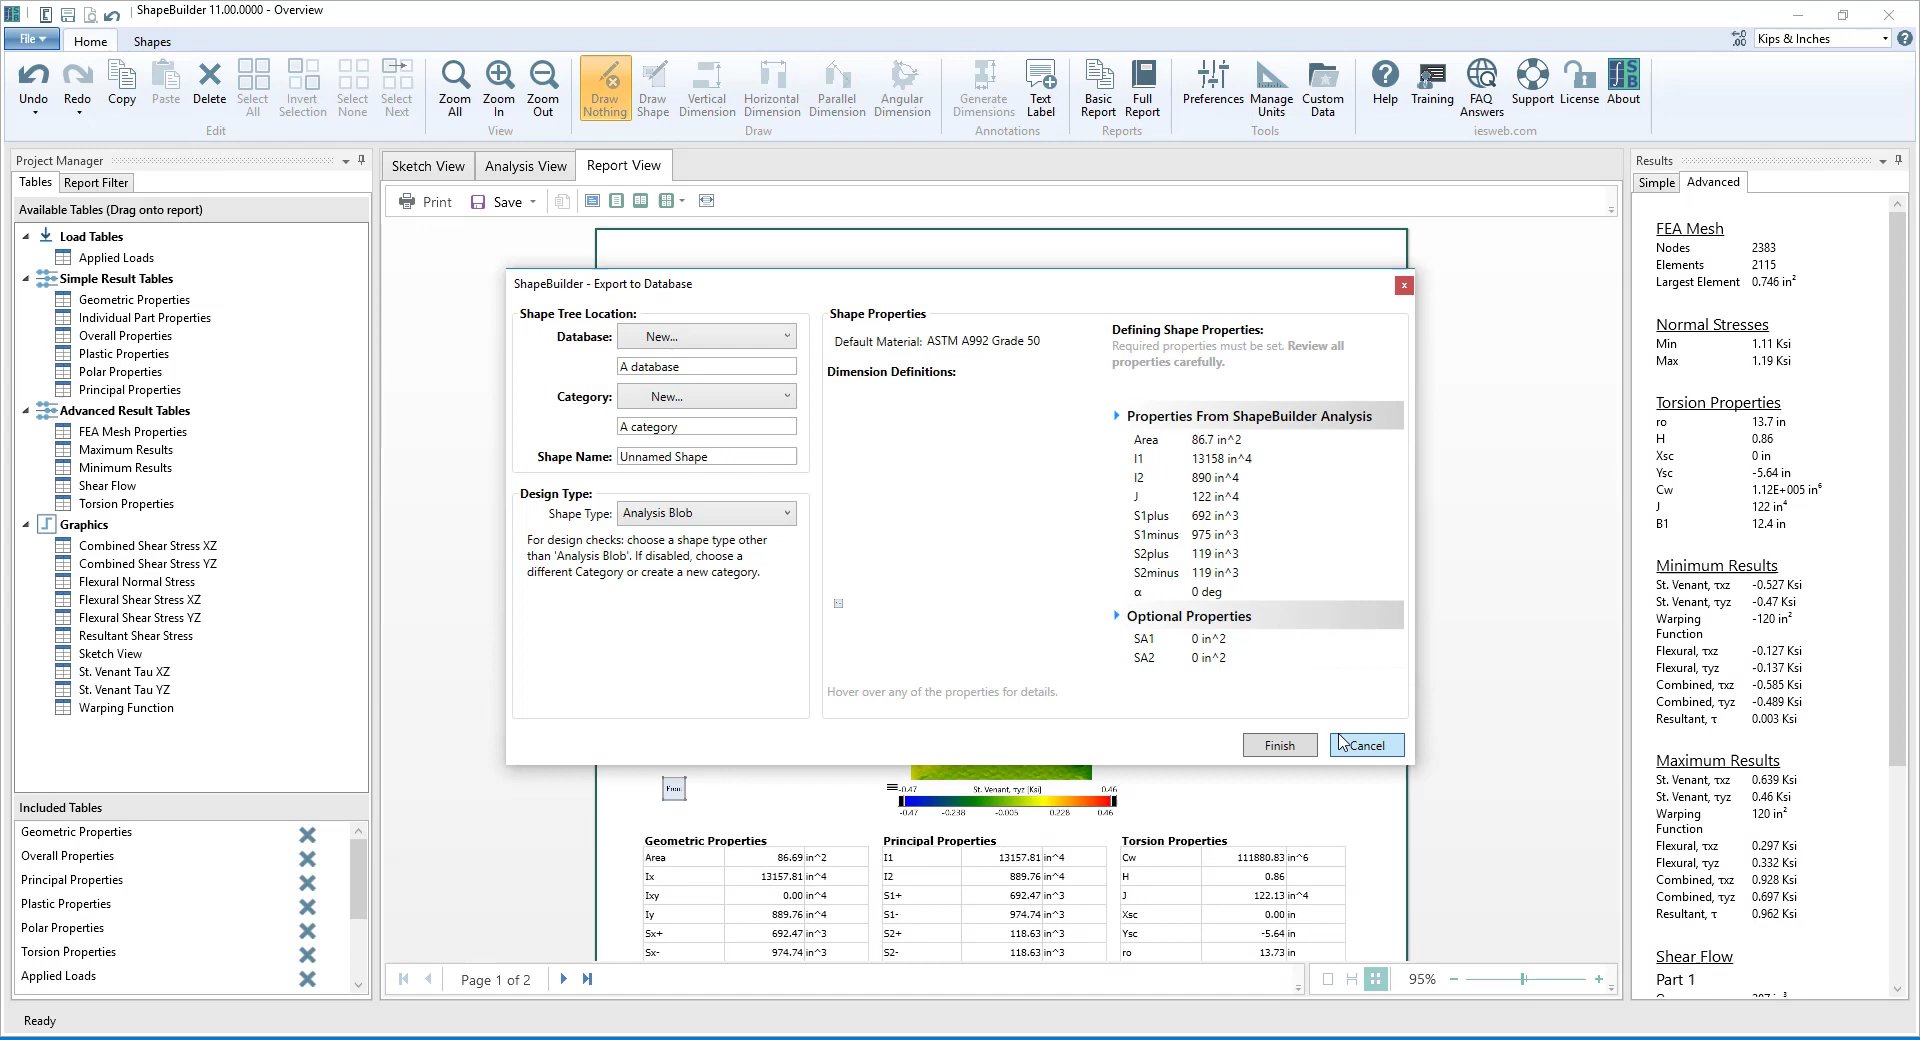 ShapeBuilder 11.00.0000 - Overview
File
Home
Shapes
Kips & Inches
Undo
Redo
Copy
Paste
Delete
Select All
Invert Selection
Select None
Select Next
Edit
Zoom All
Zoom In
Zoom Out
View
Draw Nothing
Draw Shape
Vertical Dimension
Horizontal Dimension
Parallel Dimension
Angular Dimension
Draw
Generate Dimensions
Text Label
Annotations
Basic Report
Full Report
Reports
Preferences
Manage Units
Custom Data
Tools
Help
Training
FAQ Answers
Support
License
About
iesweb.com
Project Manager
Tables
Report Filter
Available Tables (Drag onto report)
Load Tables
Applied Loads
Simple Result Tables
Geometric Properties
Individual Part Properties
Overall Properties
Plastic Properties
Polar Properties
Principal Properties
Advanced Result Tables
FEA Mesh Properties
Maximum Results
Minimum Results
Shear Flow
Torsion Properties
Graphics
Combined Shear Stress XZ
Combined Shear Stress YZ
Flexural Normal Stress
Flexural Shear Stress XZ
Flexural Shear Stress YZ
Resultant Shear Stress
Sketch View
St. Venant Tau XZ
St. Venant Tau YZ
Warping Function
Included Tables
Geometric Properties
Overall Properties
Principal Properties
Plastic Properties
Polar Properties
Torsion Properties
Applied Loads
Ready
Sketch View
Analysis View
Report View
Print
Save
ShapeBuilder - Export to Database
Shape Tree Location:
Database: New...
A database
Category: New...
A category
Shape Name: Unnamed Shape
Design Type:
Shape Type: Analysis Blob
For design checks: choose a shape type other
than 'Analysis Blob'. If disabled, choose a
different Category or create a new category.
Shape Properties
Default Material: ASTM A992 Grade 50
Dimension Definitions:
Hover over any of the properties for details.
Defining Shape Properties:
Required properties must be set. Review all
properties carefully.
Properties From ShapeBuilder Analysis
Area 86.7 in^2
I1 13158 in^4
I2 890 in^4
J 122 in^4
S1plus 692 in^3
S1minus 975 in^3
S2plus 119 in^3
S2minus 119 in^3
α 0 deg
Optional Properties
SA1 0 in^2
SA2 0 in^2
Finish
Cancel
-0.47 St. Venant, τyz [Ksi] 0.46
-0.47 -0.238 -0.005 0.228 0.46
Geometric Properties
Area 86.69 in^2
Ix 13157.81 in^4
Ixy 0.00 in^4
Iy 889.76 in^4
Sx+ 692.47 in^3
Sx- 974.74 in^3
Principal Properties
I1 13157.81 in^4
I2 889.76 in^4
S1+ 692.47 in^3
S1- 974.74 in^3
S2+ 118.63 in^3
S2- 118.63 in^3
Torsion Properties
Cw 111880.83 in^6
H 0.86
J 122.13 in^4
Xsc 0.00 in
Ysc -5.64 in
ro 13.73 in
Page 1 of 2
95%
Results
Simple
Advanced
FEA Mesh
Nodes 2383
Elements 2115
Largest Element 0.746 in²
Normal Stresses
Min 1.11 Ksi
Max 1.19 Ksi
Torsion Properties
ro 13.7 in
H 0.86
Xsc 0 in
Ysc -5.64 in
Cw 1.12E+005 in⁶
J 122 in⁴
B1 12.4 in
Minimum Results
St. Venant, τxz -0.527 Ksi
St. Venant, τyz -0.47 Ksi
Warping Function -120 in²
Flexural, τxz -0.127 Ksi
Flexural, τyz -0.137 Ksi
Combined, τxz -0.585 Ksi
Combined, τyz -0.489 Ksi
Resultant, τ 0.003 Ksi
Maximum Results
St. Venant, τxz 0.639 Ksi
St. Venant, τyz 0.46 Ksi
Warping Function 120 in²
Flexural, τxz 0.297 Ksi
Flexural, τyz 0.332 Ksi
Combined, τxz 0.928 Ksi
Combined, τyz 0.697 Ksi
Resultant, τ 0.962 Ksi
Shear Flow
Part 1